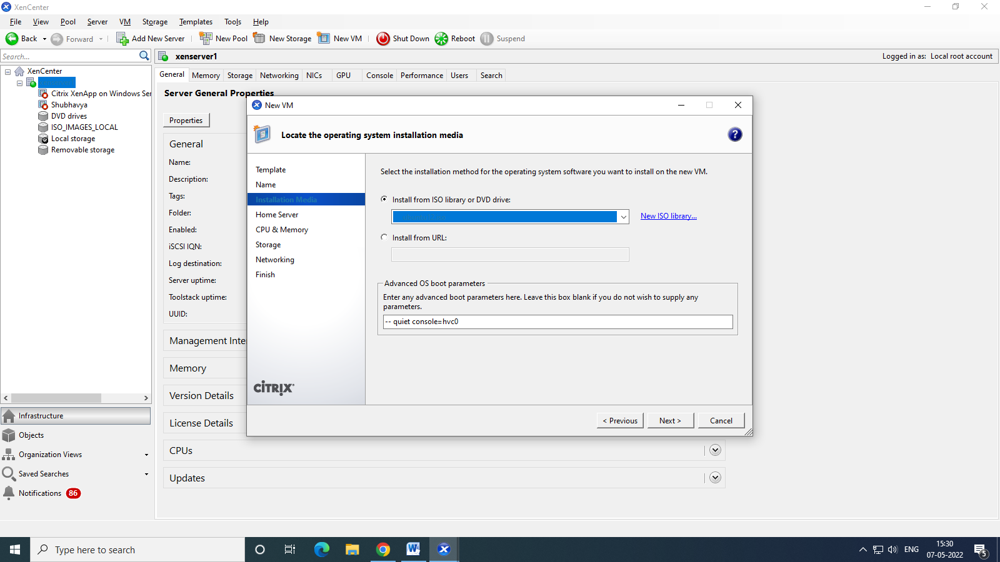 XenCenter
File View Pool Server VM Storage Templates Tools Help
Back Forward Add New Server New Pool New Storage New VM Shut Down Reboot Suspend
Search...
xenserver1 Logged in as: Local root account
XenCenter
Citrix XenApp on Windows Ser
Shubhavya
DVD drives
ISO_IMAGES_LOCAL
Local storage
Removable storage
General Memory Storage Networking NICs GPU Console Performance Users Search
Server General Properties
Properties
General
Name:
Description:
Tags:
Folder:
Enabled:
iSCSI IQN:
Log destination:
Server uptime:
Toolstack uptime:
UUID:
Management Inte
Memory
Version Details
License Details
CPUs
Updates
New VM
Locate the operating system installation media
?
Template
Name
Installation Media
Home Server
CPU & Memory
Storage
Networking
Finish
CITRIX
Select the installation method for the operating system software you want to install on the new VM.
Install from ISO library or DVD drive:
New ISO library...
Install from URL:
Advanced OS boot parameters
Enter any advanced boot parameters here. Leave this box blank if you do not wish to supply any
parameters.
-- quiet console=hvc0
< Previous Next > Cancel
Infrastructure
Objects
Organization Views
Saved Searches
Notifications 86
Type here to search
ENG
15:30
07-05-2022
5